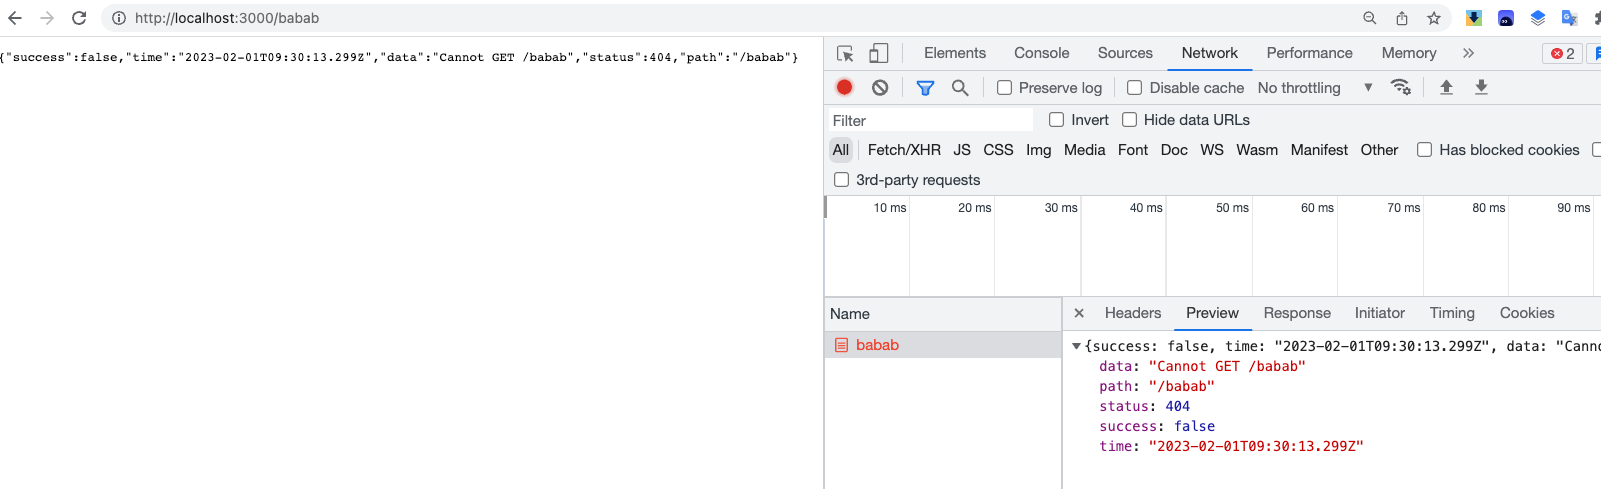 http://localhost:3000/babab
{"success":false,"time":"2023-02-01T09:30:13.299Z","data":"Cannot GET /babab","status":404,"path":"/babab"}
Elements Console Sources Network Performance Memory » 2
Preserve log Disable cache No throttling
Filter Invert Hide data URLs
All Fetch/XHR JS CSS Img Media Font Doc WS Wasm Manifest Other Has blocked cookies
3rd-party requests
10 ms 20 ms 30 ms 40 ms 50 ms 60 ms 70 ms 80 ms 90 ms
Name
babab
× Headers Preview Response Initiator Timing Cookies
{success: false, time: "2023-02-01T09:30:13.299Z", data: "Canno
data: "Cannot GET /babab"
path: "/babab"
status: 404
success: false
time: "2023-02-01T09:30:13.299Z"